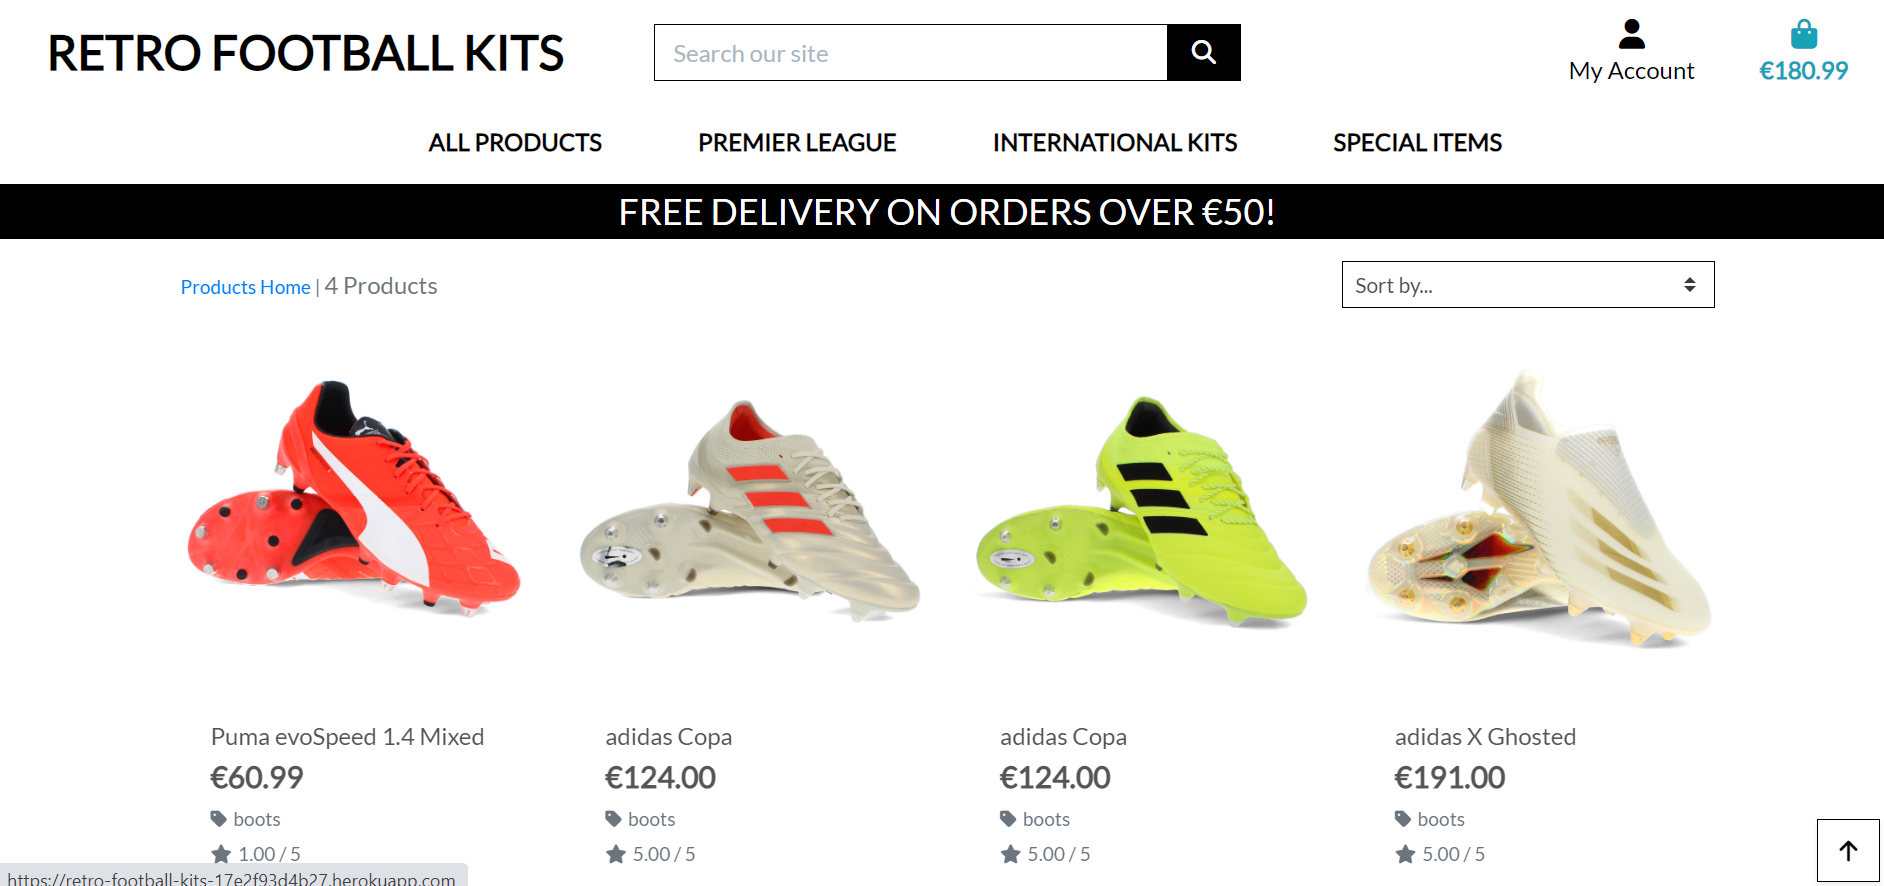 RETRO FOOTBALL KITS
Search our site
My Account
€180.99
ALL PRODUCTS
PREMIER LEAGUE
INTERNATIONAL KITS
SPECIAL ITEMS
FREE DELIVERY ON ORDERS OVER €50!
Products Home | 4 Products
Sort by...
Puma evoSpeed 1.4 Mixed
€60.99
boots
1.00 / 5
adidas Copa
€124.00
boots
5.00 / 5
adidas Copa
€124.00
boots
5.00 / 5
adidas X Ghosted
€191.00
boots
5.00 / 5
https://retro-football-kits-17e2f93d4b27.herokuapp.com